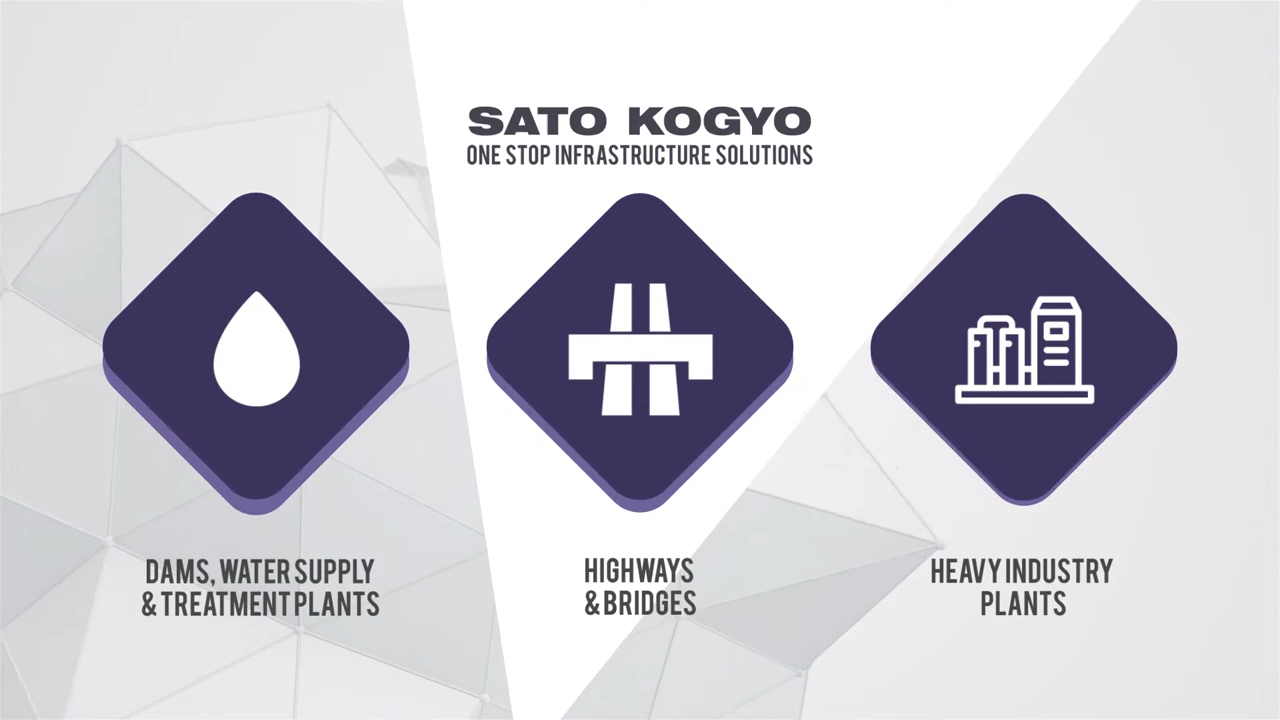 SATO KOGYO
ONE STOP INFRASTRUCTURE SOLUTIONS
DAMS, WATER SUPPLY
& TREATMENT PLANTS
HIGHWAYS
& BRIDGES
HEAVY INDUSTRY
PLANTS